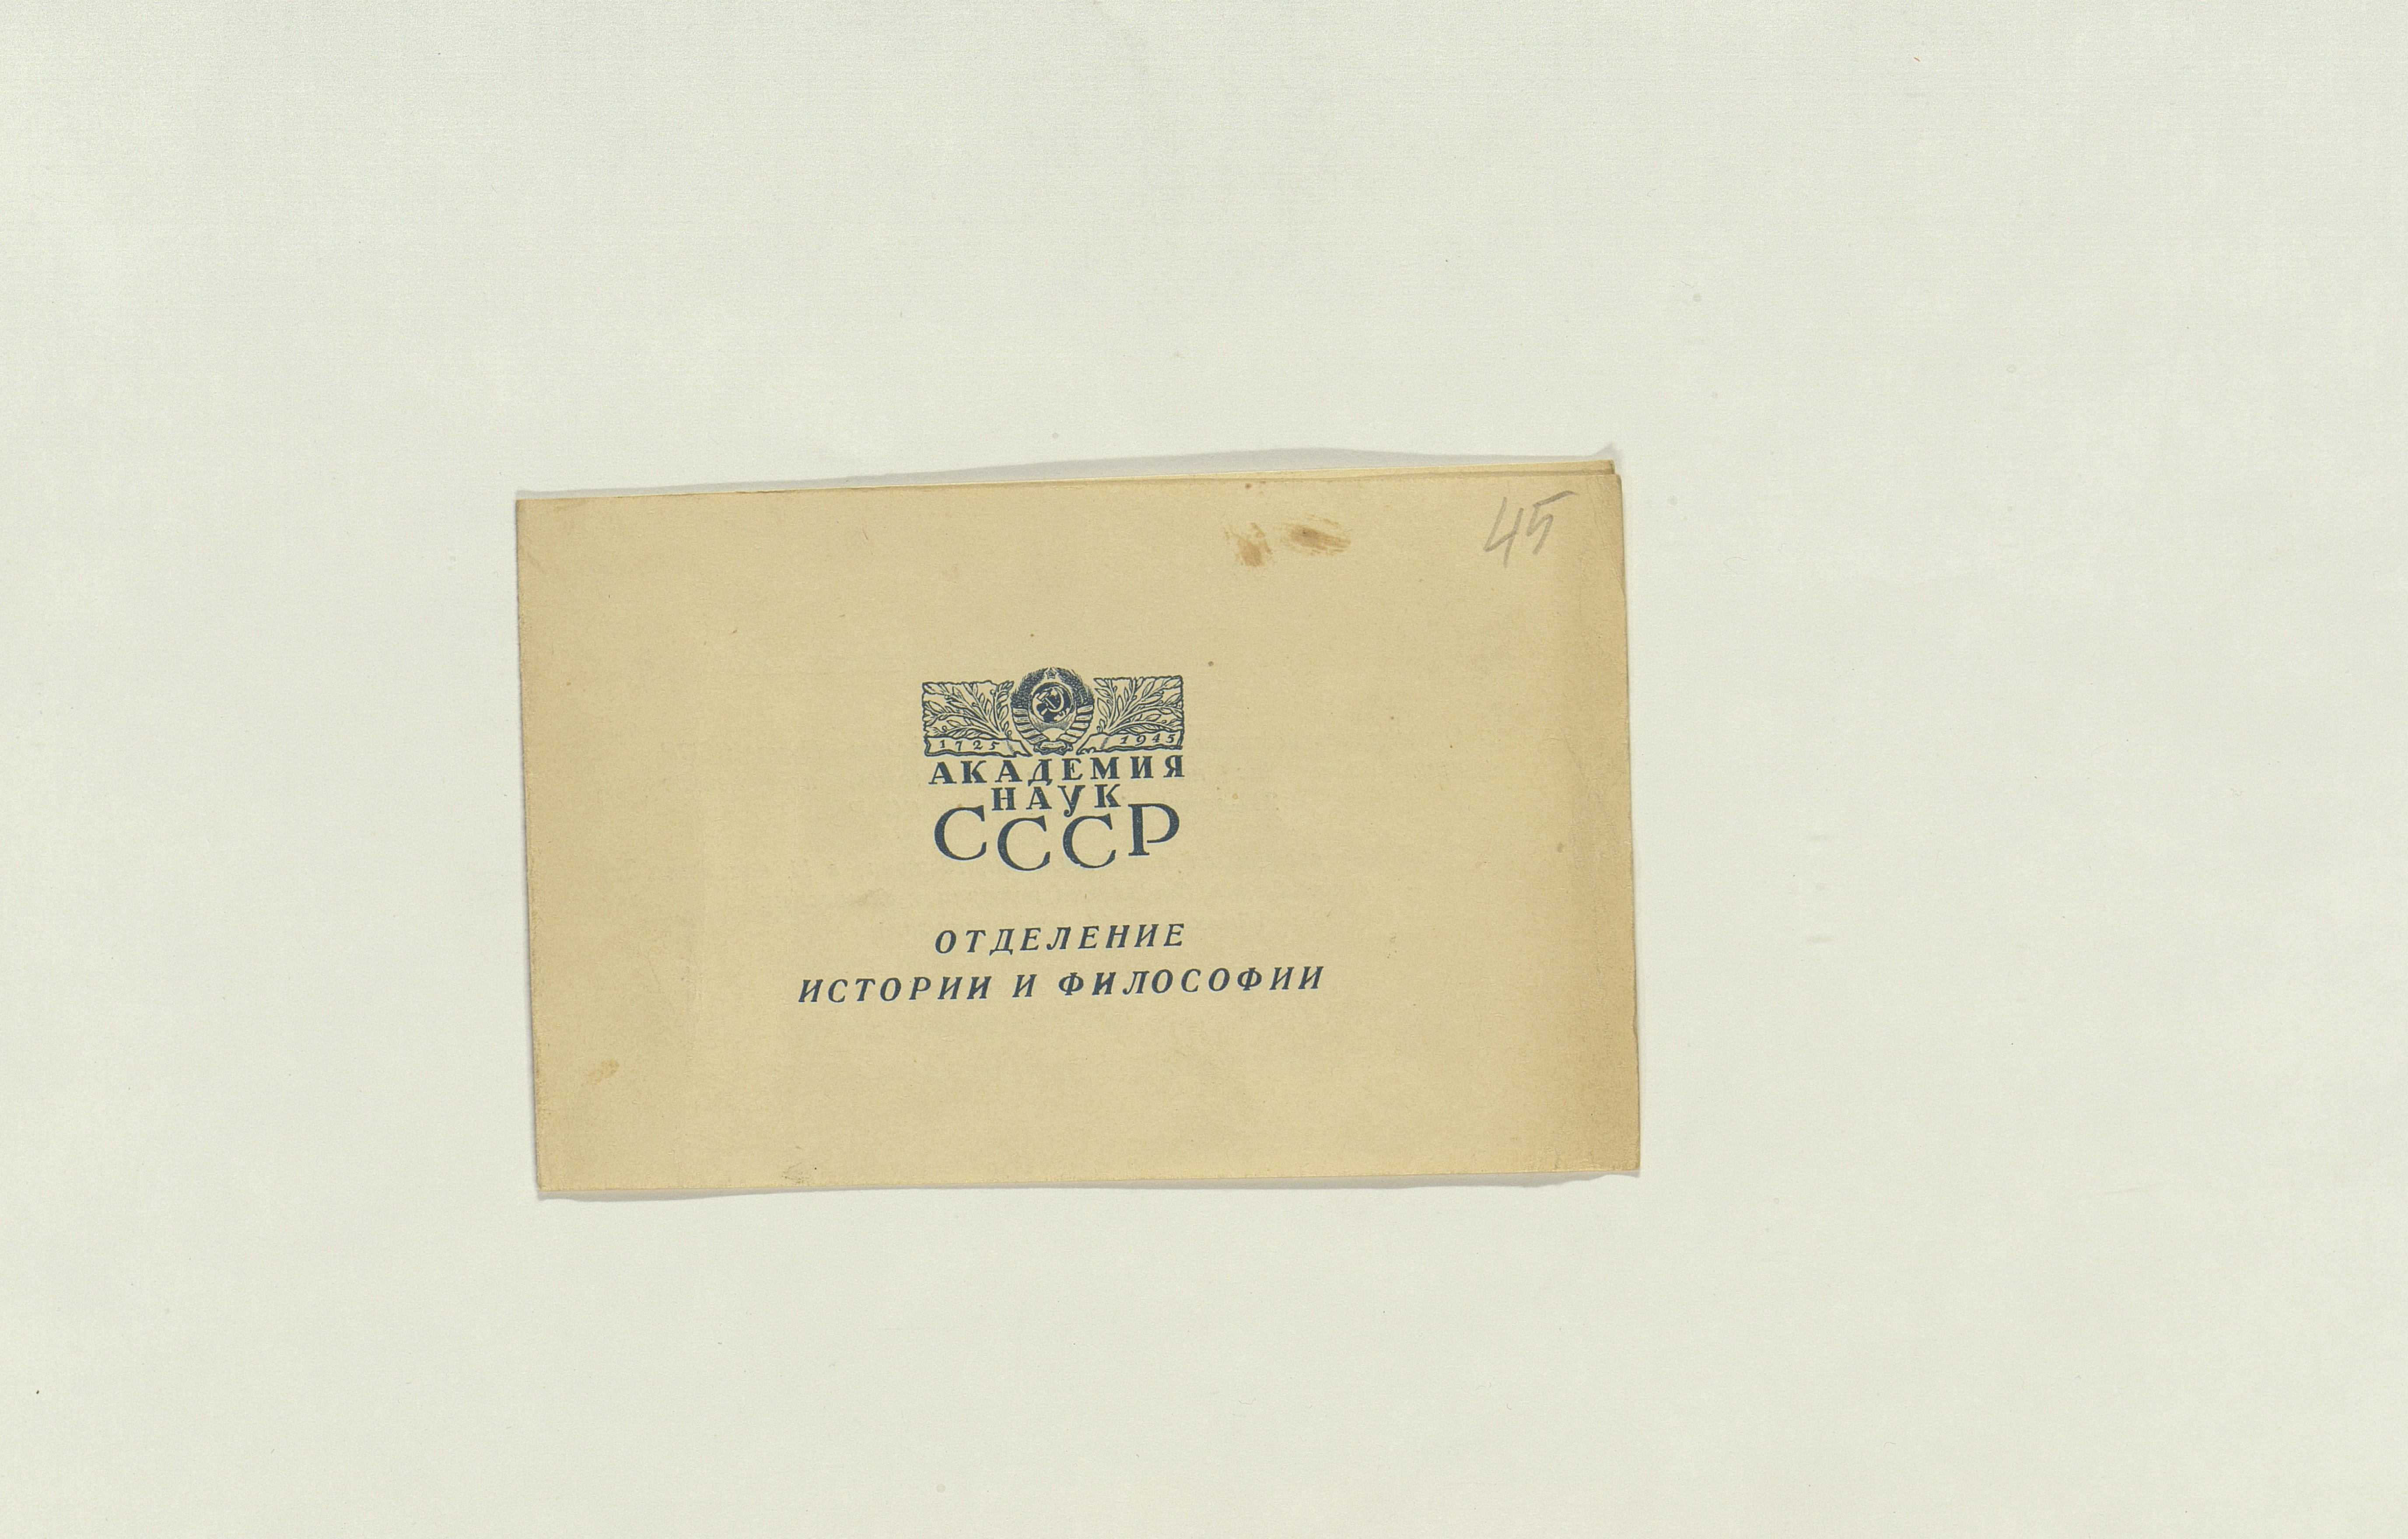 45
1725 1945
АКАДЕМИЯ
НАУК
СССР
ОТДЕЛЕНИЕ
ИСТОРИИ И ФИЛОСОФИИ